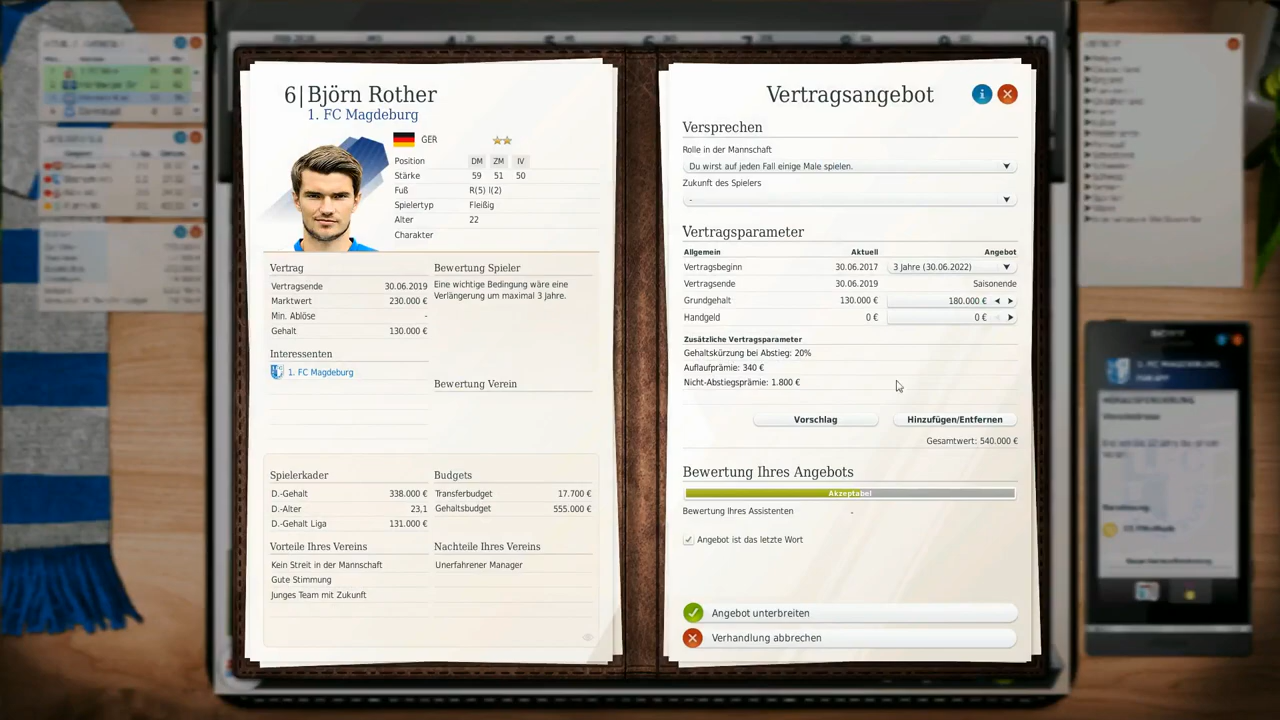 6|Björn Rother
1. FC Magdeburg
GER
Position DM ZM IV
Stärke 59 51 50
Fuß R(5) l(2)
Spielertyp Fleißig
Alter 22
Charakter
Vertrag
Vertragsende 30.06.2019
Marktwert 230.000 €
Min. Ablöse -
Gehalt 130.000 €
Interessenten
1. FC Magdeburg
Bewertung Spieler
Eine wichtige Bedingung wäre eine
Verlängerung um maximal 3 Jahre.
Bewertung Verein
Spielerkader
D.-Gehalt 338.000 €
D.-Alter 23,1
D.-Gehalt Liga 131.000 €
Budgets
Transferbudget 17.700 €
Gehaltsbudget 555.000 €
Vorteile Ihres Vereins
Kein Streit in der Mannschaft
Gute Stimmung
Junges Team mit Zukunft
Nachteile Ihres Vereins
Unerfahrener Manager
Vertragsangebot
Versprechen
Rolle in der Mannschaft
Du wirst auf jeden Fall einige Male spielen.
Zukunft des Spielers
-
Vertragsparameter
Allgemein Aktuell Angebot
Vertragsbeginn 30.06.2017 3 Jahre (30.06.2022)
Vertragsende 30.06.2019 Saisonende
Grundgehalt 130.000 € 180.000 €
Handgeld 0 € 0 €
Zusätzliche Vertragsparameter
Gehaltskürzung bei Abstieg: 20%
Auflaufprämie: 340 €
Nicht-Abstiegsprämie: 1.800 €
Vorschlag Hinzufügen/Entfernen
Gesamtwert: 540.000 €
Bewertung Ihres Angebots
Akzeptabel
Bewertung Ihres Assistenten -
Angebot ist das letzte Wort
Angebot unterbreiten
Verhandlung abbrechen